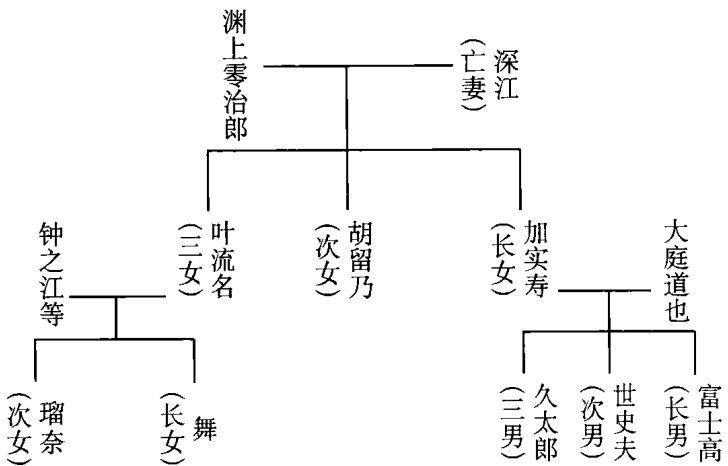 深江
(亡妻)
渊上零治郎
大庭道也
加实寿
(长女)
胡留乃
(次女)
叶流名
(三女)
钟之江等
富士高
(长男)
世史夫
(次男)
久太郎
(三男)
舞
(长女)
瑠奈
(次女)